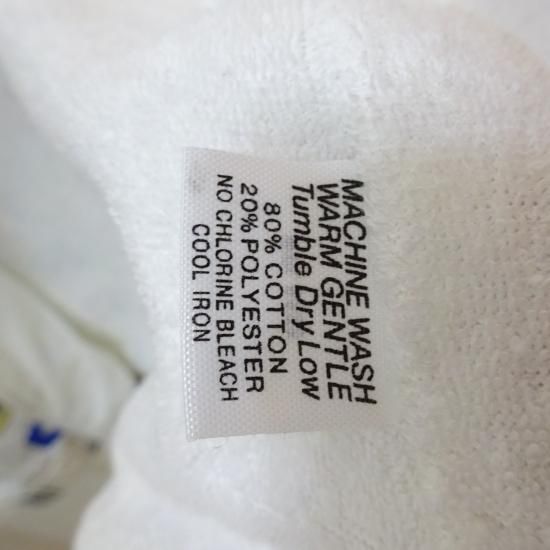 MACHINE WASH
WARM GENTLE
Tumble Dry Low
80% COTTON
20% POLYESTER
NO CHLORINE BLEACH
COOL IRON